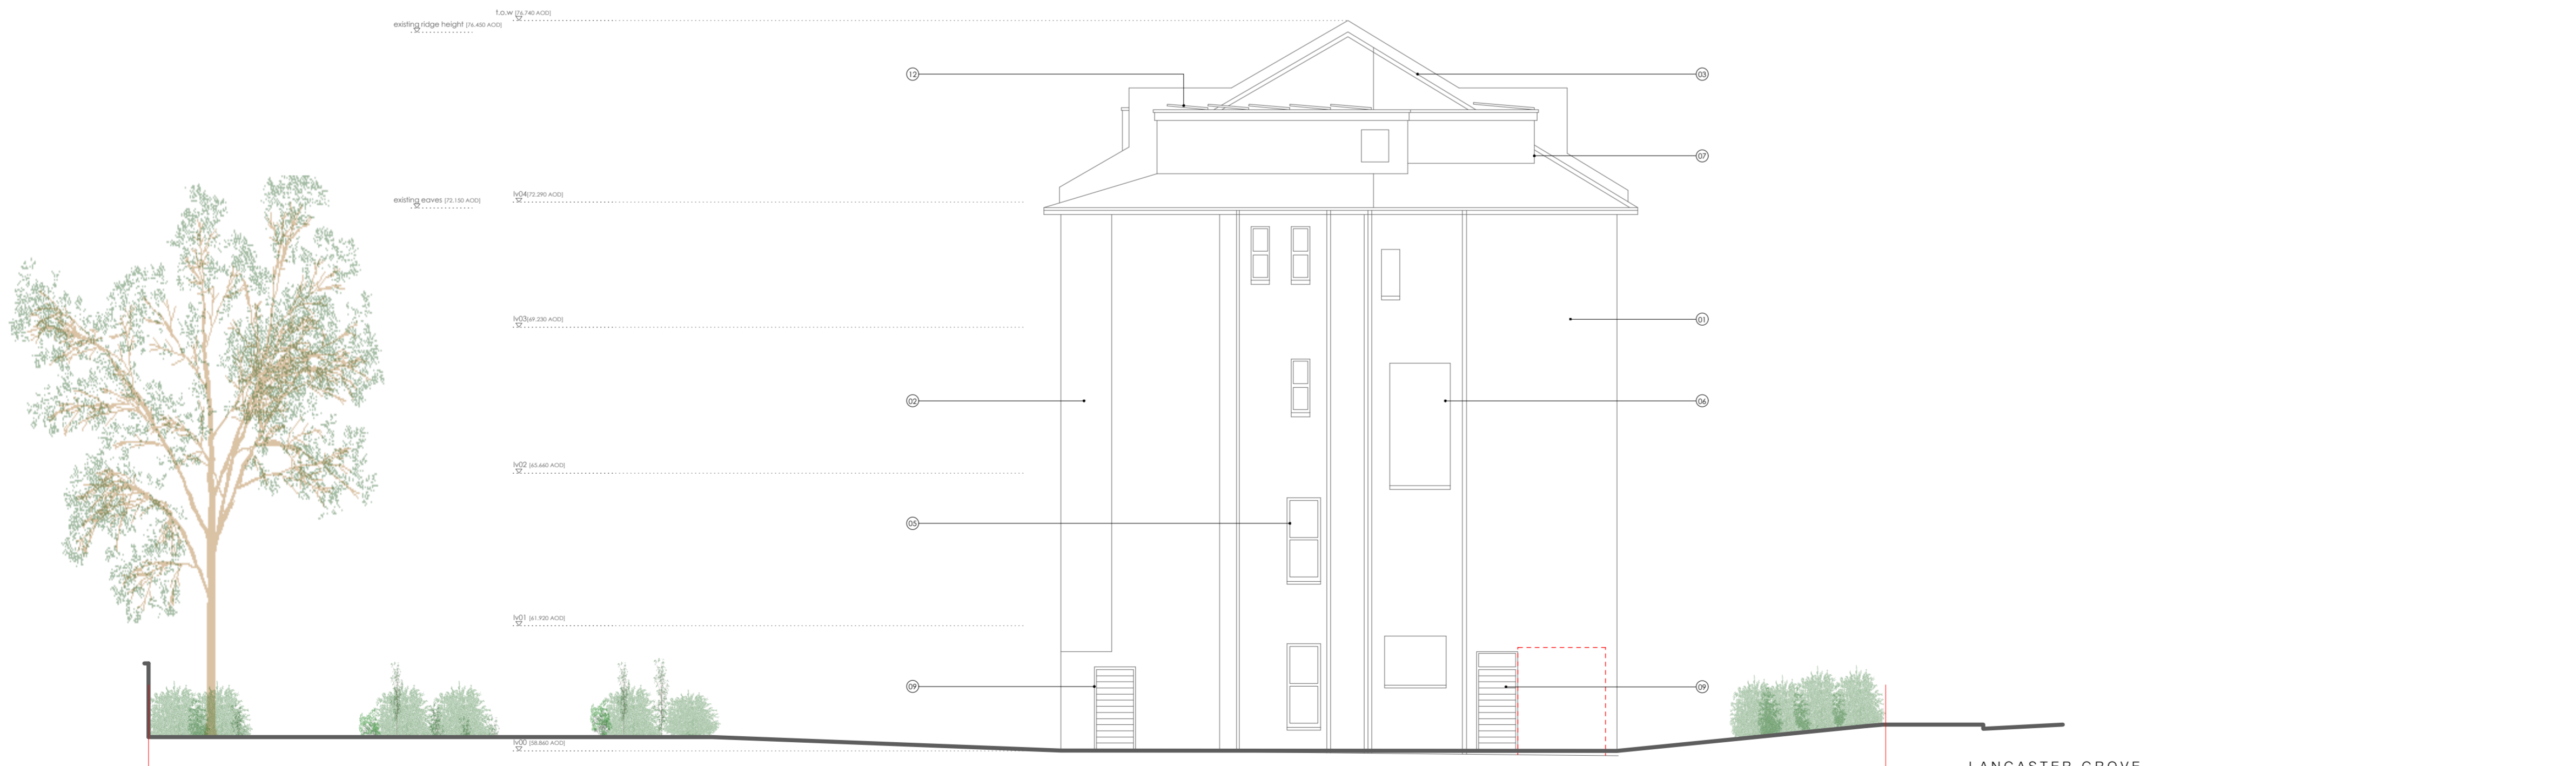 t.o.w (76.740 AOD)
existing ridge height (76.450 AOD)
12
03
07
lv04(72.290 AOD)
existing eaves (72.150 AOD)
lv03(69.230 AOD)
01
02
06
lv02 (65.660 AOD)
05
lv01 (61.920 AOD)
09
09
lv00 (58.860 AOD)
LANCASTER GROVE